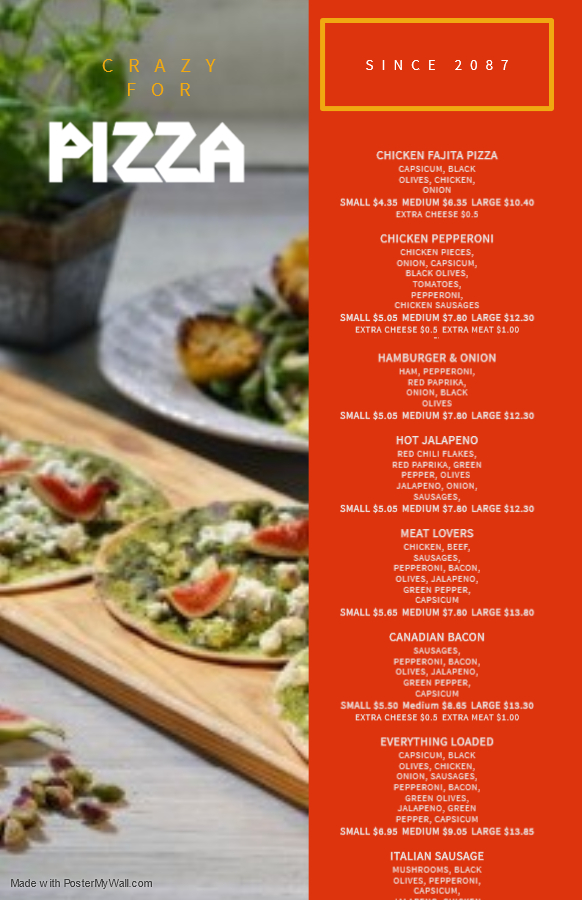 CRAZY
FOR
PIZZA
SINCE 2087
CHICKEN FAJITA PIZZA
CAPSICUM, BLACK
OLIVES, CHICKEN,
ONION
SMALL $4.35 MEDIUM $6.35 LARGE $10.40
EXTRA CHEESE $0.5
CHICKEN PEPPERONI
CHICKEN PIECES,
ONION, CAPSICUM,
BLACK OLIVES,
TOMATOES,
PEPPERONI,
CHICKEN SAUSAGES
SMALL $5.05 MEDIUM $7.80 LARGE $12.30
EXTRA CHEESE $0.5 EXTRA MEAT $1.00
HAMBURGER & ONION
HAM, PEPPERONI,
RED PAPRIKA,
ONION, BLACK
OLIVES
SMALL $5.05 MEDIUM $7.80 LARGE $12.30
HOT JALAPENO
RED CHILI FLAKES,
RED PAPRIKA, GREEN
PEPPER, OLIVES
JALAPENO, ONION,
SAUSAGES,
SMALL $5.05 MEDIUM $7.80 LARGE $12.30
MEAT LOVERS
CHICKEN, BEEF,
SAUSAGES,
PEPPERONI, BACON,
OLIVES, JALAPENO,
GREEN PEPPER,
CAPSICUM
SMALL $5.65 MEDIUM $7.80 LARGE $13.80
CANADIAN BACON
SAUSAGES,
PEPPERONI, BACON,
OLIVES, JALAPENO,
GREEN PEPPER,
CAPSICUM
SMALL $5.50 Medium $8.65 LARGE $13.30
EXTRA CHEESE $0.5 EXTRA MEAT $1.00
EVERYTHING LOADED
CAPSICUM, BLACK
OLIVES, CHICKEN,
ONION, SAUSAGES,
PEPPERONI, BACON,
GREEN OLIVES,
JALAPENO, GREEN
PEPPER, CAPSICUM
SMALL $6.95 MEDIUM $9.05 LARGE $13.85
ITALIAN SAUSAGE
MUSHROOMS, BLACK
OLIVES, PEPPERONI,
CAPSICUM,
Made with PosterMyWall.com